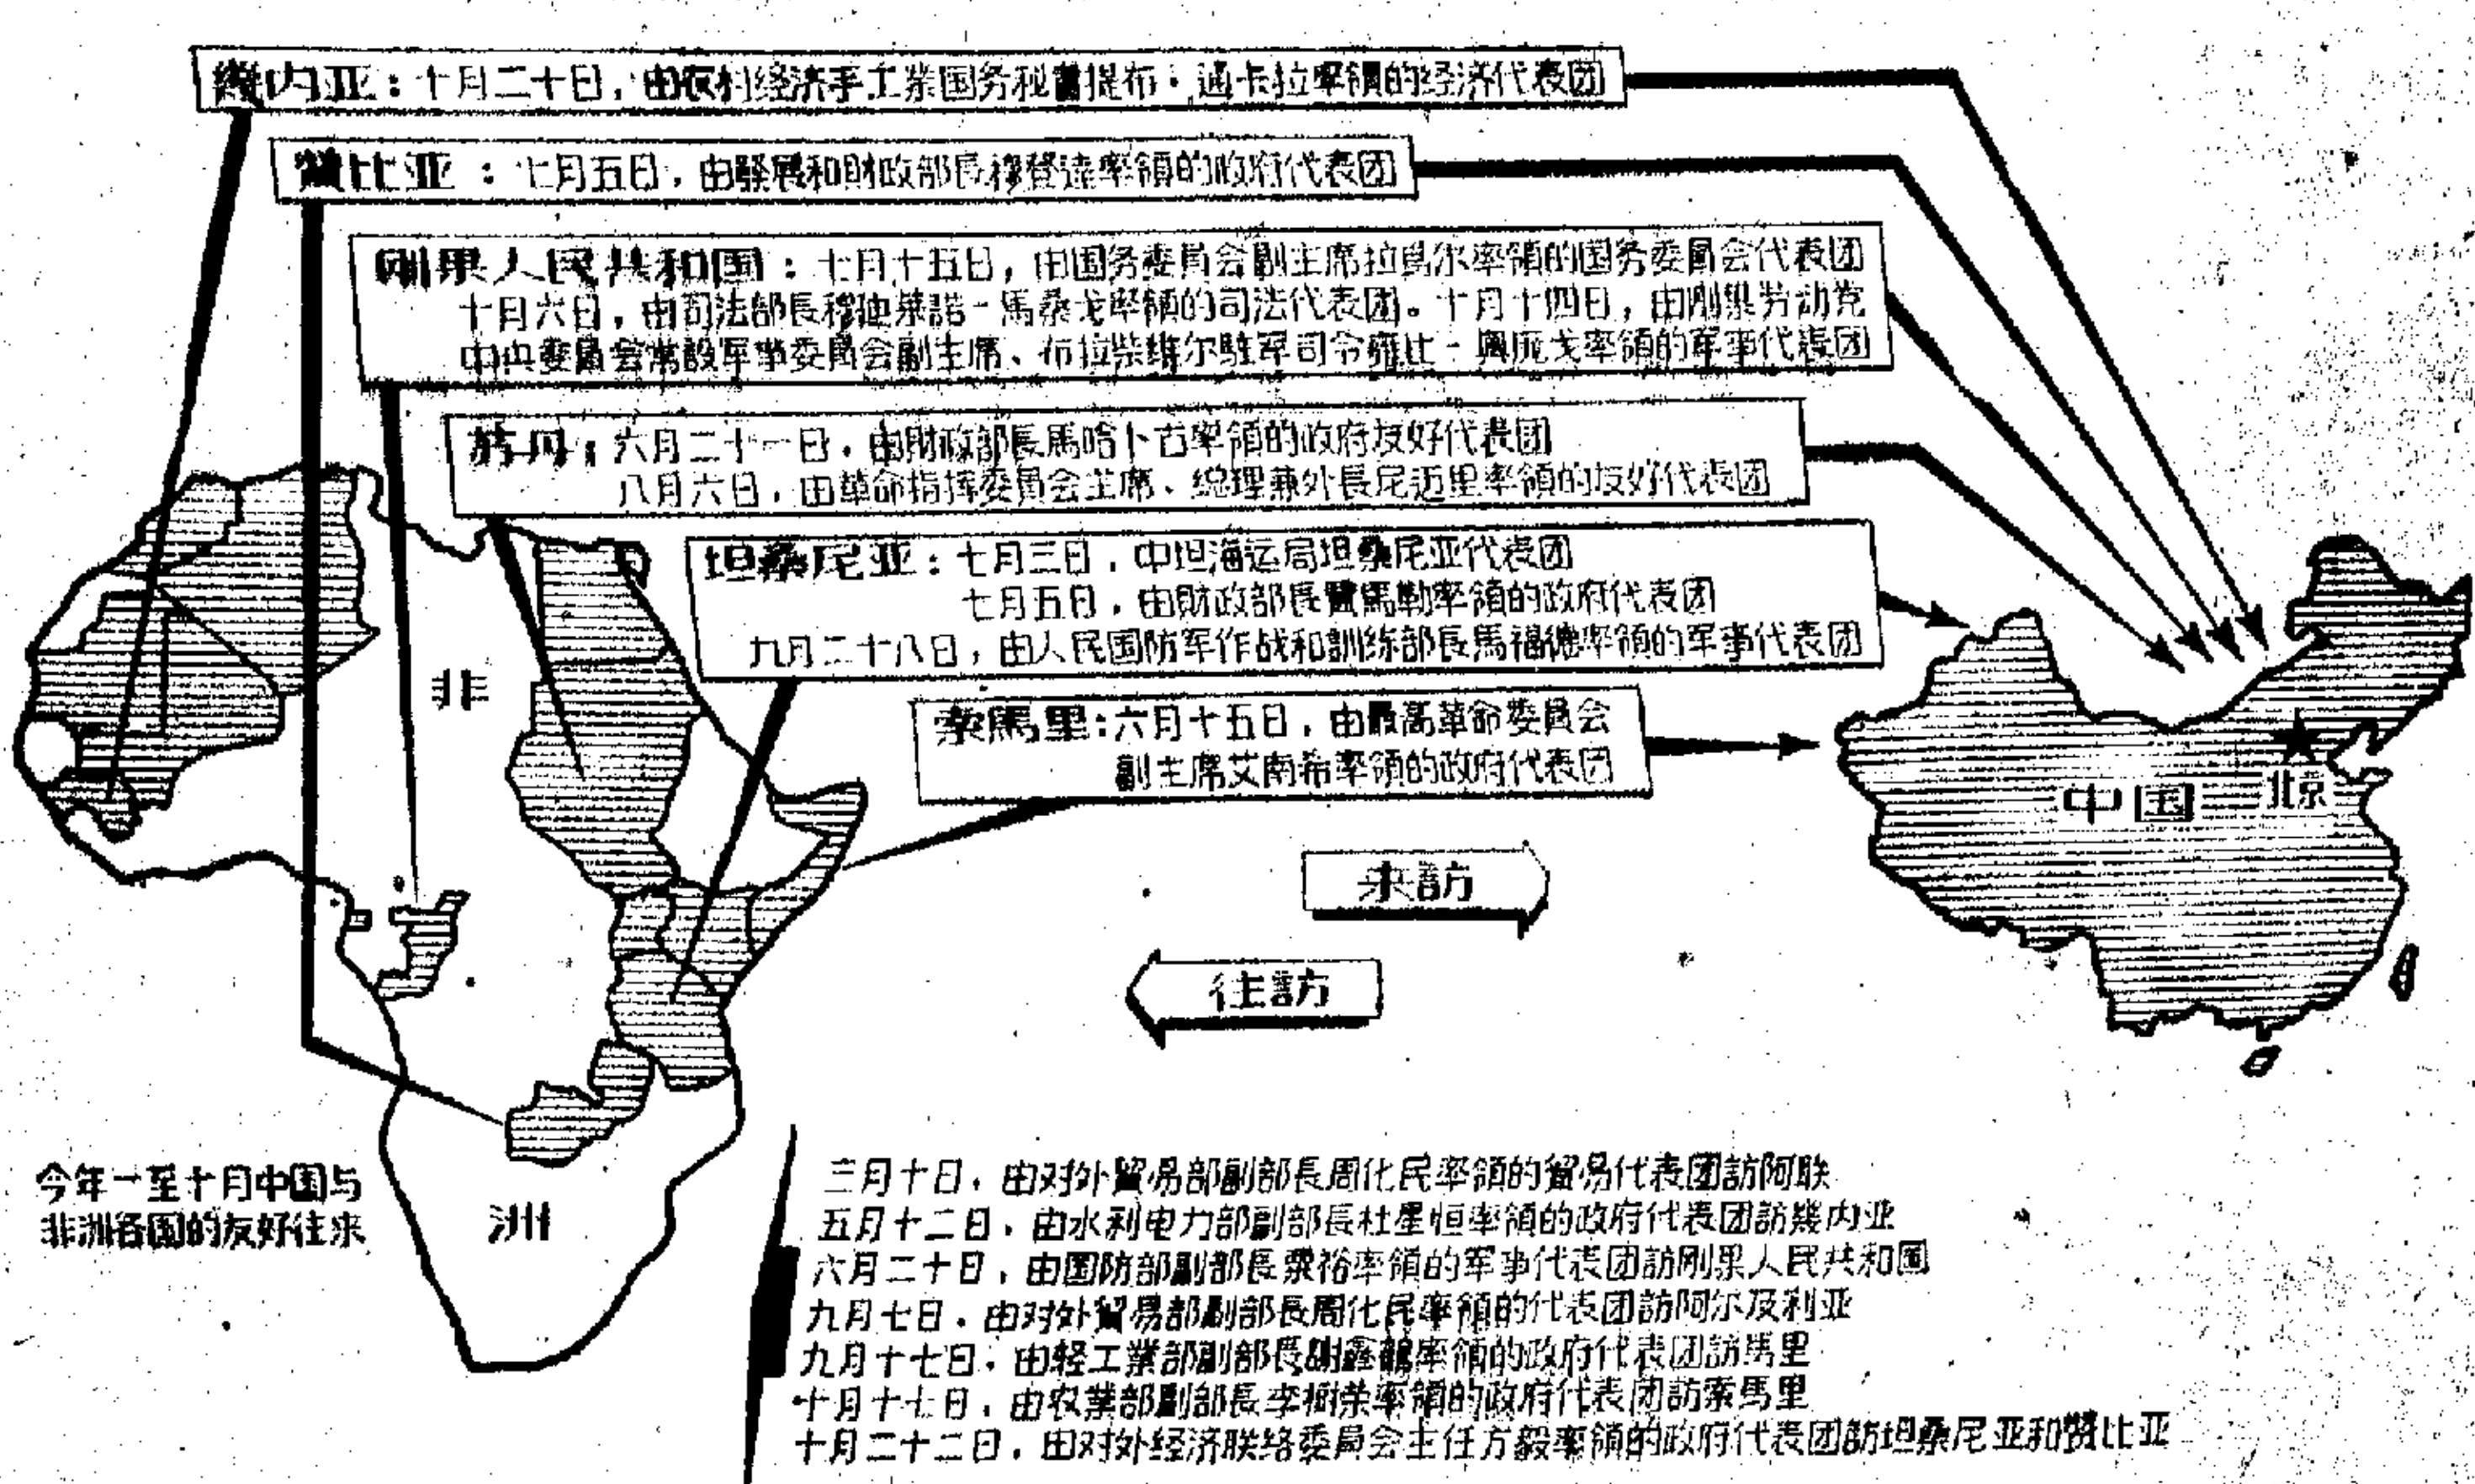 幾内亚：十月二十日，由农村经济手工業国务秘書提布·通卡拉率領的经济代表团
贊比亚：七月五日，由發展和財政部長穆登達率領的政府代表团
刚果人民共和国：七月十五日，由国务委員会副主席拉烏尔率領的国务委員会代表团
十月六日，由司法部長穆迪萊諾－馬桑戈率領的司法代表团。十月十四日，由刚果劳动党
中央委員会常設军事委員会副主席、布拉柴維尔駐军司令雍比－奧庞戈率領的军事代表团
苏丹：六月二十一日，由財政部長馬哈卜古率領的政府友好代表团
八月六日，由革命指挥委員会主席、総理兼外長尼迈里率領的友好代表团
坦桑尼亚：七月三日，中坦海运局坦桑尼亚代表团
七月五日，由財政部長賈馬勒率領的政府代表团
九月二十八日，由人民国防军作战和訓练部長馬福德率領的军事代表团
索馬里：六月十五日，由最高革命委員会
副主席艾南希率領的政府代表团
非
中国
北京
来訪
往訪
今年一至十月中国与
非洲各国的友好往来
洲
三月十日，由对外貿易部副部長周化民率領的貿易代表团訪阿联
五月十二日，由水利电力部副部長杜星恒率領的政府代表团訪幾内亚
六月二十日，由国防部副部長粟裕率領的军事代表团訪刚果人民共和国
九月七日，由对外貿易部副部長周化民率領的代表团訪阿尔及利亚
九月十七日，由轻工業部副部長謝鑫鶴率領的政府代表团訪馬里
十月十七日，由农業部副部長李樹荣率領的政府代表团訪索馬里
十月二十二日，由对外经济联络委員会主任方毅率領的政府代表团訪坦桑尼亚和贊比亚